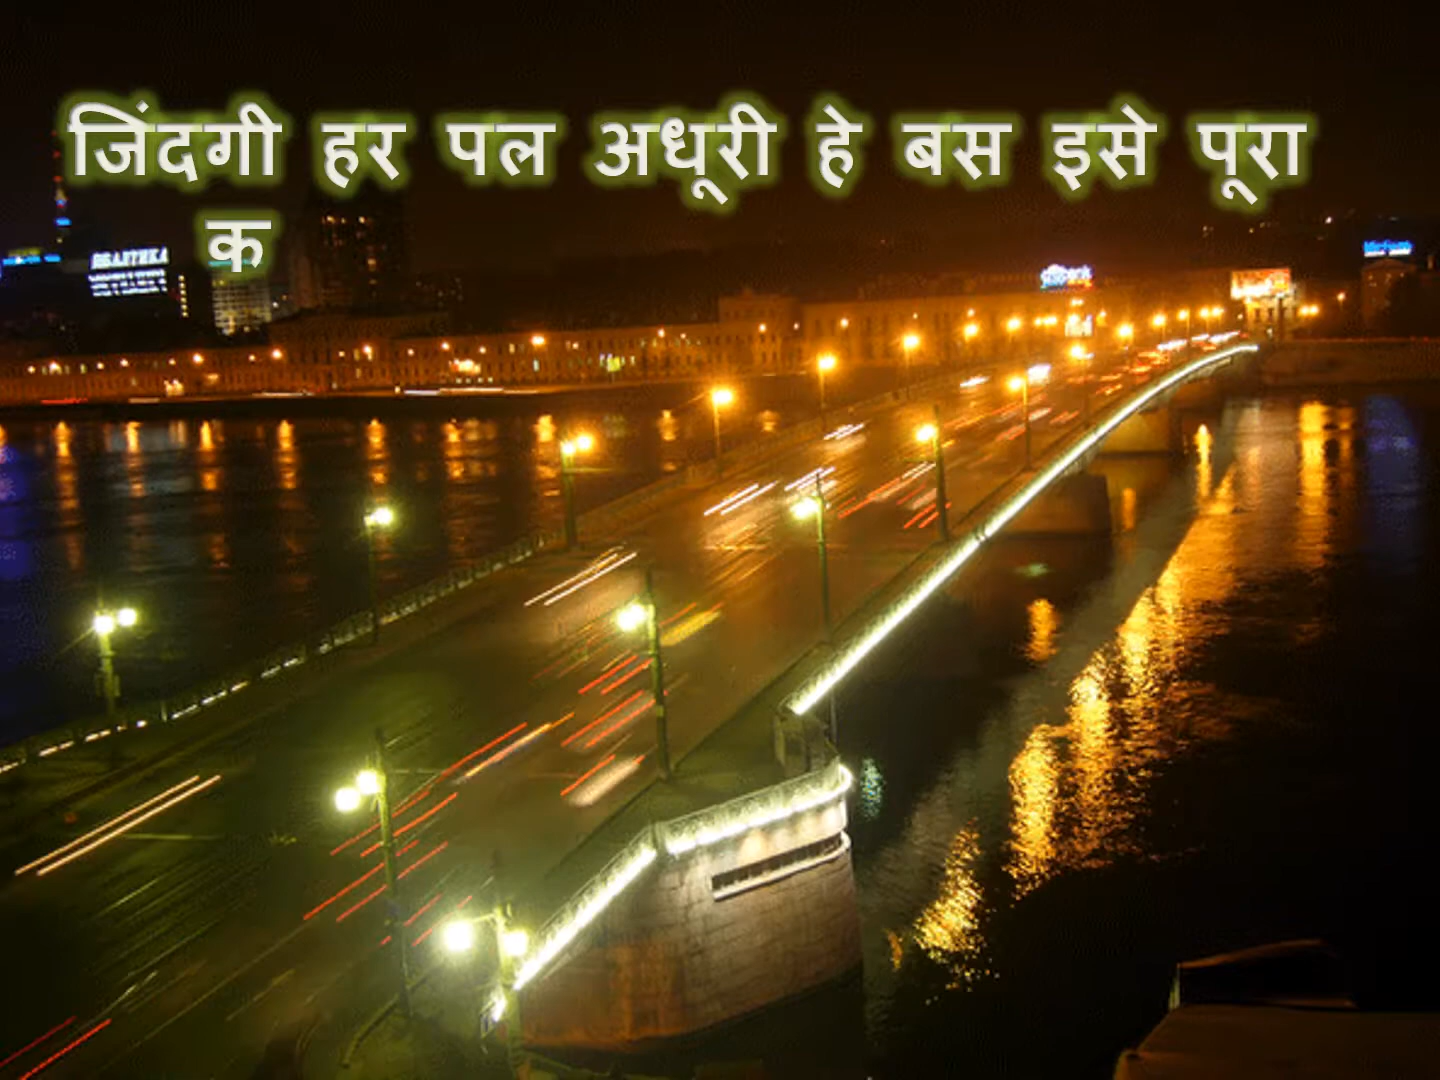 जिंदगी हर पल अधूरी हे बस इसे पूरा
क